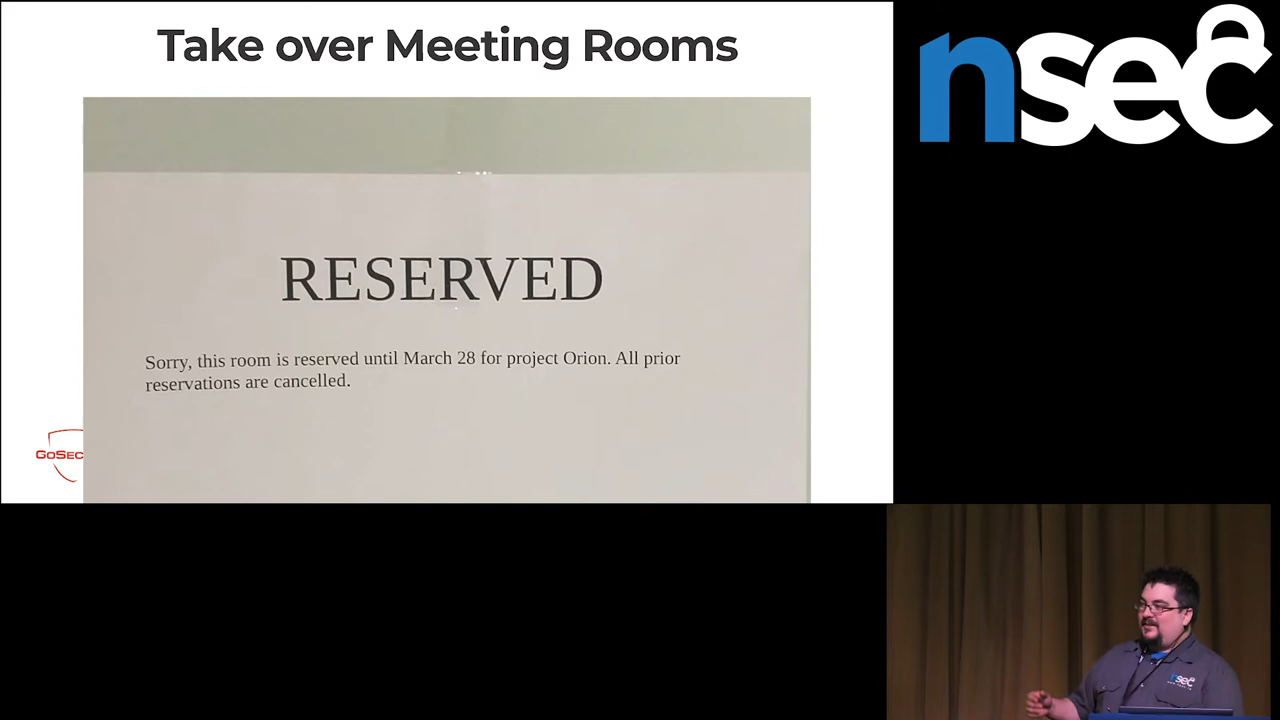 Take over Meeting Rooms
nsec
RESERVED
Sorry, this room is reserved until March 28 for project Orion. All prior
reservations are cancelled.
GOSEC
nsec